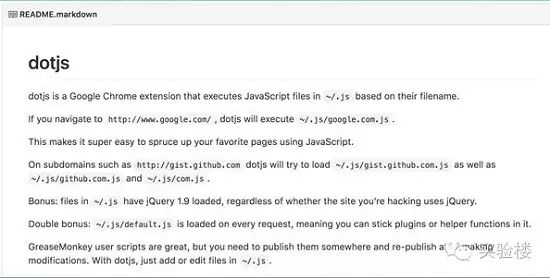 README.markdown
dotjs
dotjs is a Google Chrome extension that executes JavaScript files in ~/.js based on their filename.
If you navigate to http://www.google.com/ , dotjs will execute ~/.js/google.com.js .
This makes it super easy to spruce up your favorite pages using JavaScript.
On subdomains such as http://gist.github.com dotjs will try to load ~/.js/gist.github.com.js as well as
~/.js/github.com.js and ~/.js/com.js .
Bonus: files in ~/.js have jQuery 1.9 loaded, regardless of whether the site you're hacking uses jQuery.
Double bonus: ~/.js/default.js is loaded on every request, meaning you can stick plugins or helper functions in it.
GreaseMonkey user scripts are great, but you need to publish them somewhere and re-publish making
modifications. With dotjs, just add or edit files in ~/.js .
实验楼